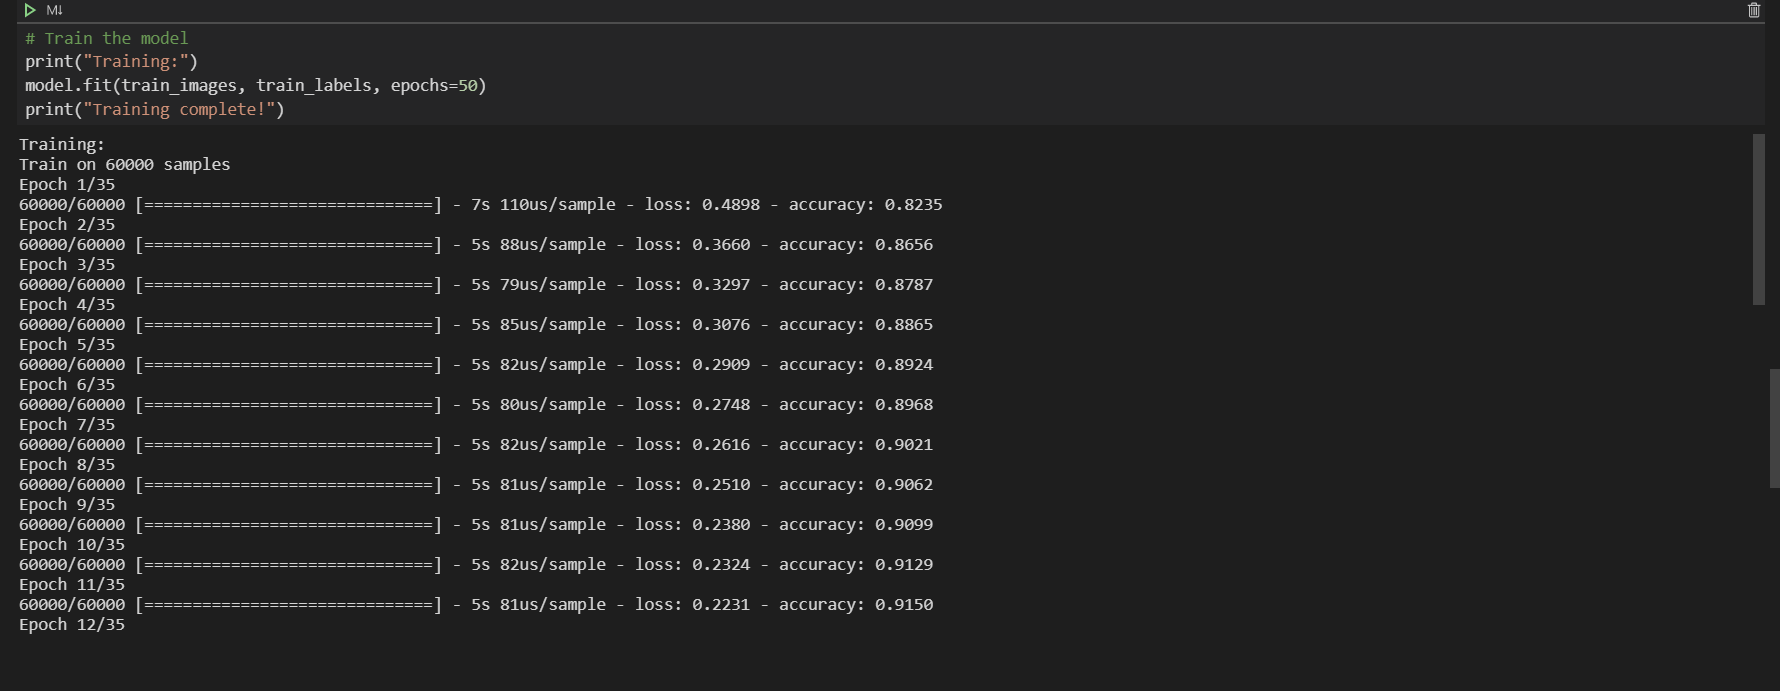 M↓
# Train the model
print("Training:")
model.fit(train_images, train_labels, epochs=50)
print("Training complete!")
Training:
Train on 60000 samples
Epoch 1/35
60000/60000 [==============================] - 7s 110us/sample - loss: 0.4898 - accuracy: 0.8235
Epoch 2/35
60000/60000 [==============================] - 5s 88us/sample - loss: 0.3660 - accuracy: 0.8656
Epoch 3/35
60000/60000 [==============================] - 5s 79us/sample - loss: 0.3297 - accuracy: 0.8787
Epoch 4/35
60000/60000 [==============================] - 5s 85us/sample - loss: 0.3076 - accuracy: 0.8865
Epoch 5/35
60000/60000 [==============================] - 5s 82us/sample - loss: 0.2909 - accuracy: 0.8924
Epoch 6/35
60000/60000 [==============================] - 5s 80us/sample - loss: 0.2748 - accuracy: 0.8968
Epoch 7/35
60000/60000 [==============================] - 5s 82us/sample - loss: 0.2616 - accuracy: 0.9021
Epoch 8/35
60000/60000 [==============================] - 5s 81us/sample - loss: 0.2510 - accuracy: 0.9062
Epoch 9/35
60000/60000 [==============================] - 5s 81us/sample - loss: 0.2380 - accuracy: 0.9099
Epoch 10/35
60000/60000 [==============================] - 5s 82us/sample - loss: 0.2324 - accuracy: 0.9129
Epoch 11/35
60000/60000 [==============================] - 5s 81us/sample - loss: 0.2231 - accuracy: 0.9150
Epoch 12/35